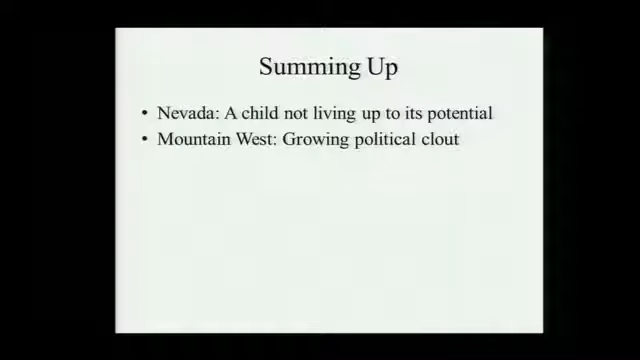 Summing Up
• Nevada: A child not living up to its potential
• Mountain West: Growing political clout